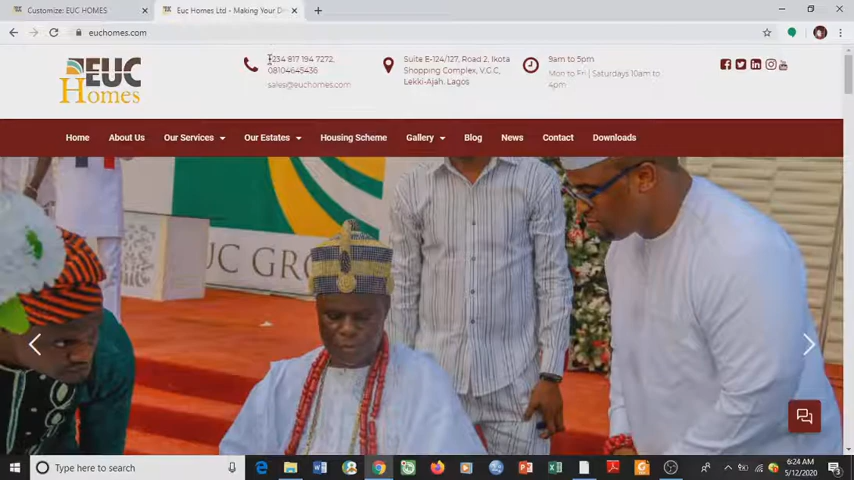 Customize: EUC HOMES
Euc Homes Ltd - Making Your D
euchomes.com
EUC
Homes
+234 817 194 7272,
08104645436
sales@euchomes.com
Suite E-124/127, Road 2, Ikota
Shopping Complex, V.G.C,
Lekki-Ajah, Lagos
9am to 5pm
Mon to Fri | Saturdays 10am to
4pm
Home
About Us
Our Services
Our Estates
Housing Scheme
Gallery
Blog
News
Contact
Downloads
EUC GRO
Type here to search
6:24 AM
5/12/2020
3